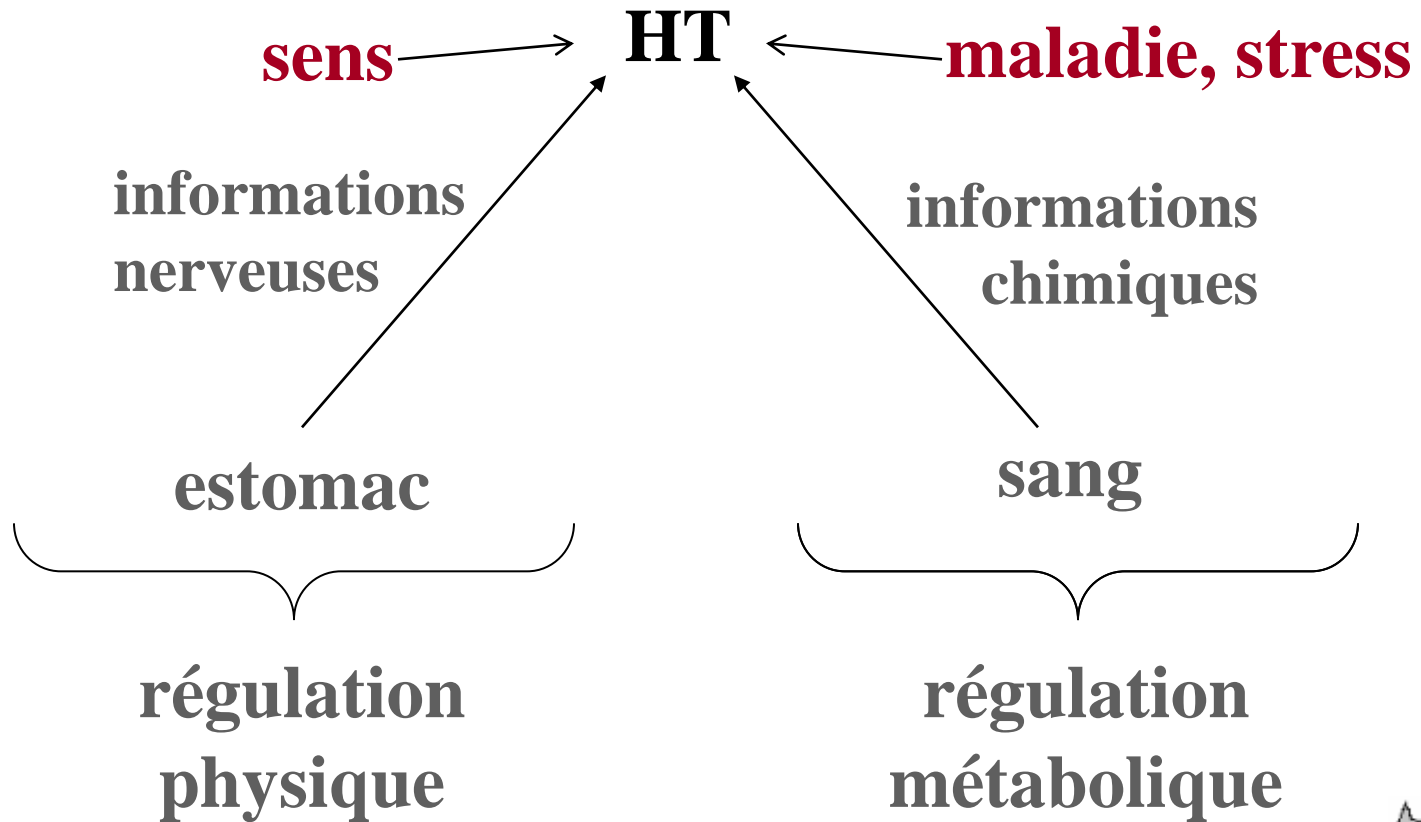 HT
sens
maladie, stress
informations
nerveuses
informations
chimiques
estomac
sang
régulation
physique
régulation
métabolique